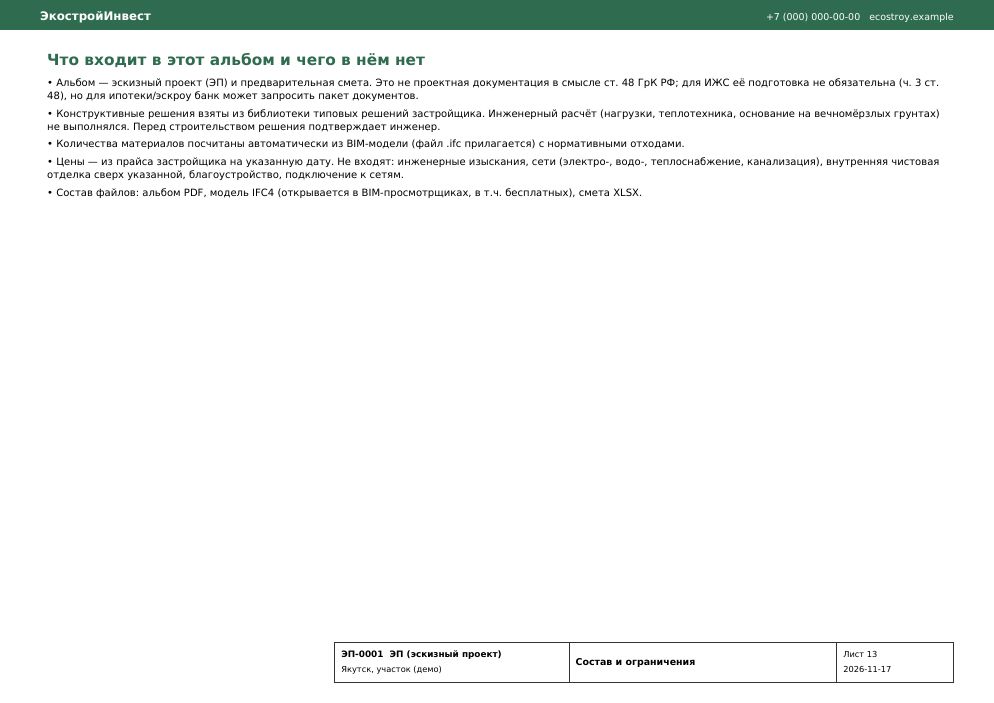 ЭкостройИнвест
+7 (000) 000-00-00 ecostroy.example
Что входит в этот альбом и чего в нём нет
• Альбом — эскизный проект (ЭП) и предварительная смета. Это не проектная документация в смысле ст. 48 ГрК РФ; для ИЖС её подготовка не обязательна (ч. 3 ст.
48), но для ипотеки/эскроу банк может запросить пакет документов.
• Конструктивные решения взяты из библиотеки типовых решений застройщика. Инженерный расчёт (нагрузки, теплотехника, основание на вечномёрзлых грунтах)
не выполнялся. Перед строительством решения подтверждает инженер.
• Количества материалов посчитаны автоматически из BIM-модели (файл .ifc прилагается) с нормативными отходами.
• Цены — из прайса застройщика на указанную дату. Не входят: инженерные изыскания, сети (электро-, водо-, теплоснабжение, канализация), внутренняя чистовая
отделка сверх указанной, благоустройство, подключение к сетям.
• Состав файлов: альбом PDF, модель IFC4 (открывается в BIM-просмотрщиках, в т.ч. бесплатных), смета XLSX.
ЭП-0001 ЭП (эскизный проект)
Якутск, участок (демо)
Состав и ограничения
Лист 13
2026-11-17